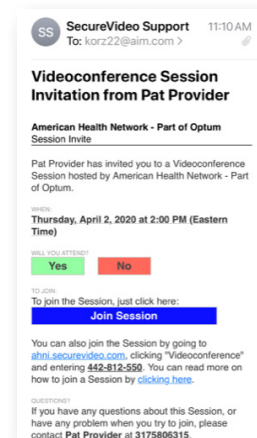 SS
SecureVideo Support 11:10 AM
To: korz22@aim.com >
Videoconference Session
Invitation from Pat Provider
American Health Network - Part of Optum
Session Invite
Pat Provider has invited you to a Videoconference
Session hosted by American Health Network - Part
of Optum.
WHEN:
Thursday, April 2, 2020 at 2:00 PM (Eastern
Time)
WILL YOU ATTEND?
Yes No
TO JOIN:
To join the Session, just click here:
Join Session
You can also join the Session by going to
ahni.securevideo.com, clicking "Videoconference"
and entering 442-812-550. You can read more on
how to join a Session by clicking here.
QUESTIONS?
If you have any questions about this Session, or
have any problem when you try to join, please
contact Pat Provider at 3175806315.